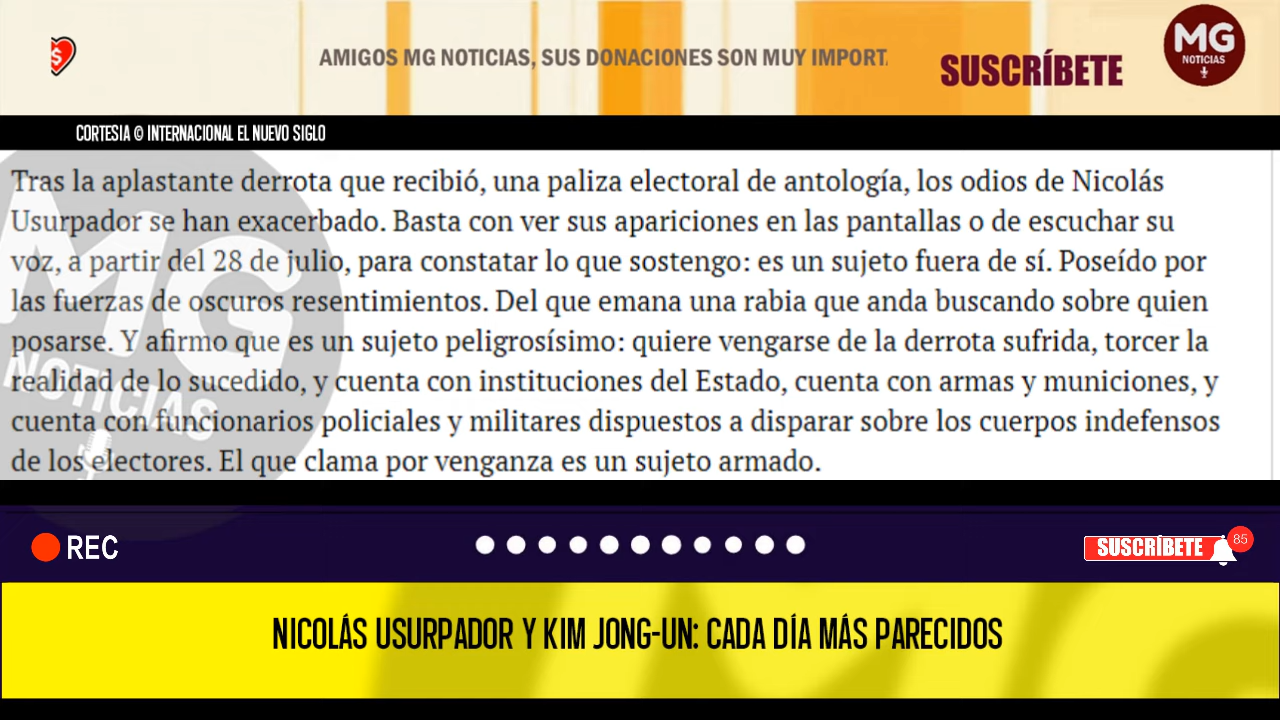 $
AMIGOS MG NOTICIAS, SUS DONACIONES SON MUY IMPORT
SUSCRÍBETE
MG
NOTICIAS
CORTESIA © INTERNACIONAL EL NUEVO SIGLO
Tras la aplastante derrota que recibió, una paliza electoral de antología, los odios de Nicolás
Usurpador se han exacerbado. Basta con ver sus apariciones en las pantallas o de escuchar su
voz, a partir del 28 de julio, para constatar lo que sostengo: es un sujeto fuera de sí. Poseído por
las fuerzas de oscuros resentimientos. Del que emana una rabia que anda buscando sobre quien
posarse. Y afirmo que es un sujeto peligrosísimo: quiere vengarse de la derrota sufrida, torcer la
realidad de lo sucedido, y cuenta con instituciones del Estado, cuenta con armas y municiones, y
cuenta con funcionarios policiales y militares dispuestos a disparar sobre los cuerpos indefensos
de los electores. El que clama por venganza es un sujeto armado.
MG
NOTICIAS
REC
SUSCRÍBETE
85
NICOLÁS USURPADOR Y KIM JONG-UN: CADA DÍA MÁS PARECIDOS